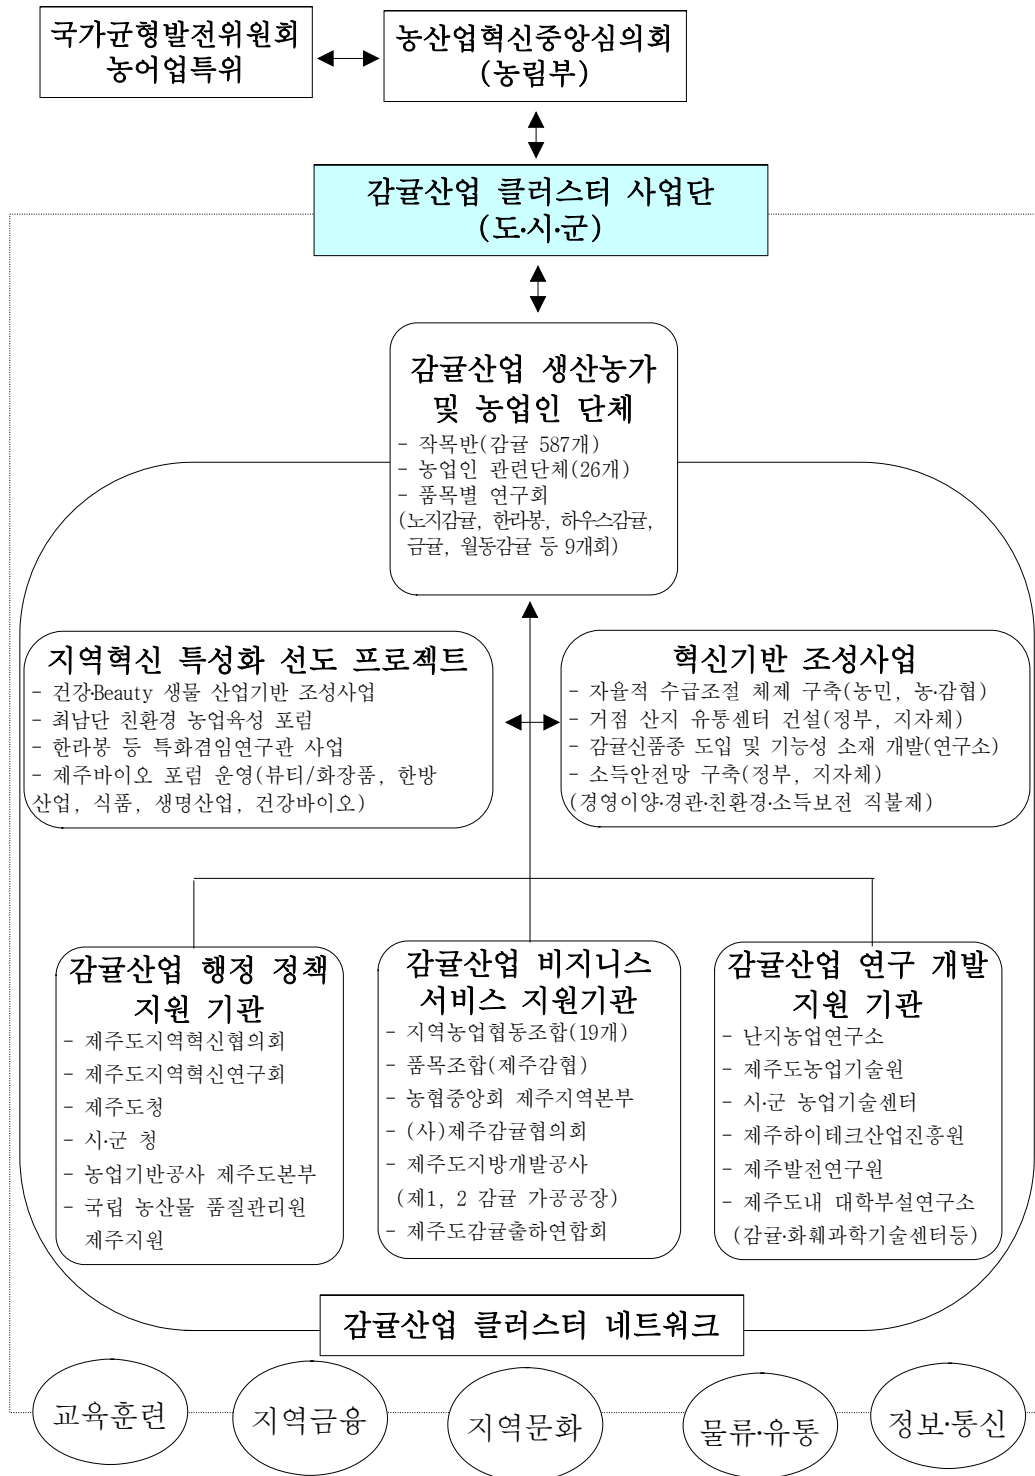 국가균형발전위원회
농어업특위
농산업혁신중앙심의회
(농림부)
감귤산업 클러스터 사업단
(도·시·군)
감귤산업 생산농가
및 농업인 단체
- 작목반(감귤 587개)
- 농업인 관련단체(26개)
- 품목별 연구회
(노지감귤, 한라봉, 하우스감귤,
금귤, 월동감귤 등 9개회)
지역혁신 특성화 선도 프로젝트
- 건강·Beauty 생물 산업기반 조성사업
- 최남단 친환경 농업육성 포럼
- 한라봉 등 특화겸임연구관 사업
- 제주바이오 포럼 운영(뷰티/화장품, 한방
산업, 식품, 생명산업, 건강바이오)
혁신기반 조성사업
- 자율적 수급조절 체제 구축(농민, 농·감협)
- 거점 산지 유통센터 건설(정부, 지자체)
- 감귤신품종 도입 및 기능성 소재 개발(연구소)
- 소득안전망 구축(정부, 지자체)
(경영이양·경관·친환경·소득보전 직불제)
감귤산업 행정 정책
지원 기관
- 제주도지역혁신협의회
- 제주도지역혁신연구회
- 제주도청
- 시·군 청
- 농업기반공사 제주도본부
- 국립 농산물 품질관리원
제주지원
감귤산업 비지니스
서비스 지원기관
- 지역농업협동조합(19개)
- 품목조합(제주감협)
- 농협중앙회 제주지역본부
- (사)제주감귤협의회
- 제주도지방개발공사
(제1, 2 감귤 가공공장)
- 제주도감귤출하연합회
감귤산업 연구 개발
지원 기관
- 난지농업연구소
- 제주도농업기술원
- 시·군 농업기술센터
- 제주하이테크산업진흥원
- 제주발전연구원
- 제주도내 대학부설연구소
(감귤·화훼과학기술센터등)
감귤산업 클러스터 네트워크
교육훈련
지역금융
지역문화
물류·유통
정보·통신